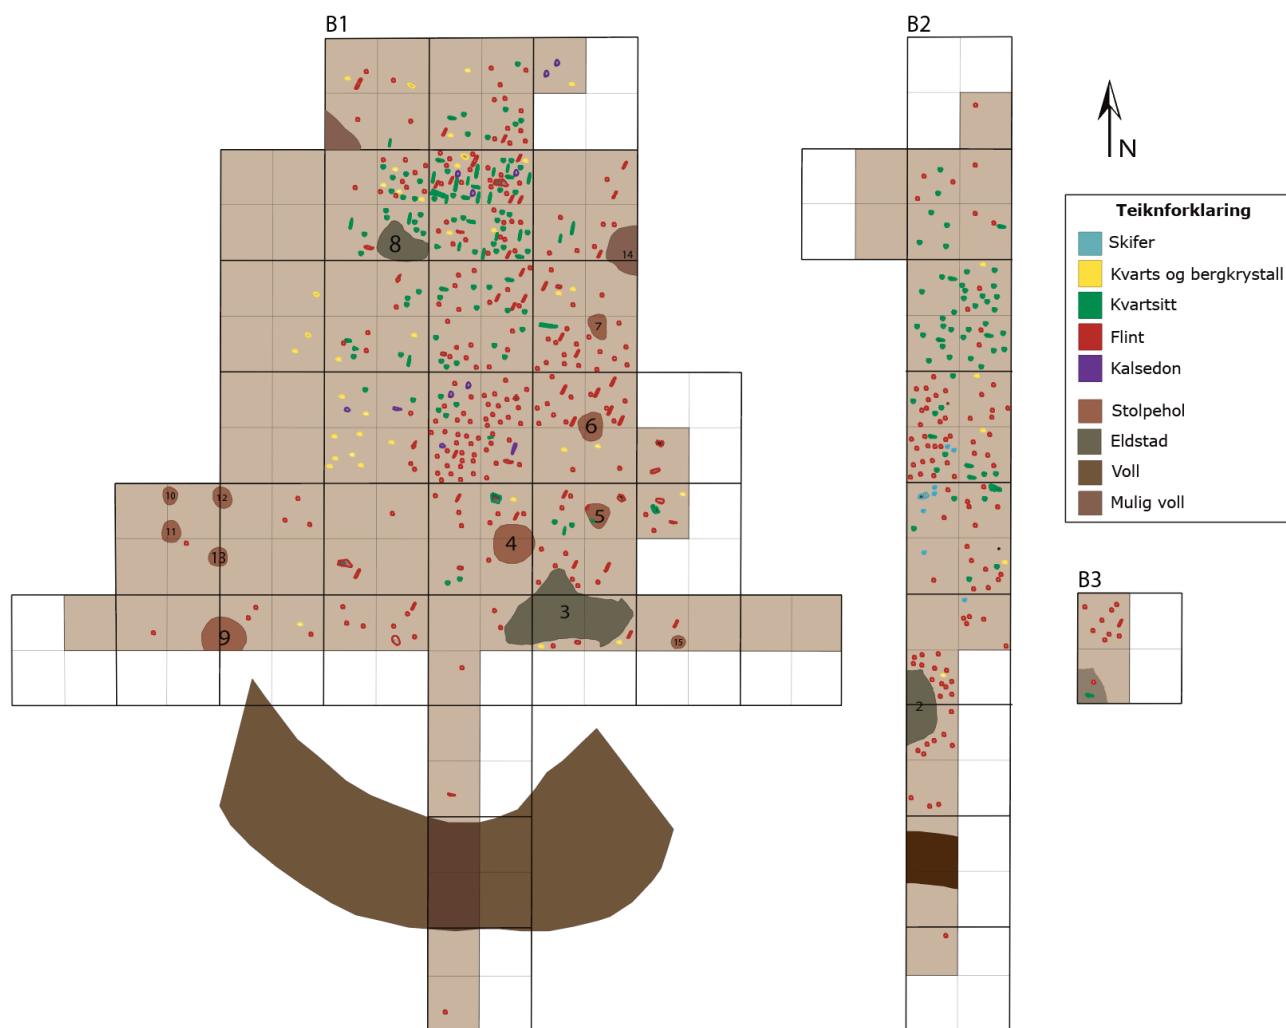 B1
B2
N
Teiknforklaring
Skifer
Kvarts og bergkrystall
Kvartsitt
Flint
Kalsedon
Stolpehol
Eldstad
Voll
Mulig voll
8
14
7
6
10
12
11
13
5
4
3
9
15
2
B3